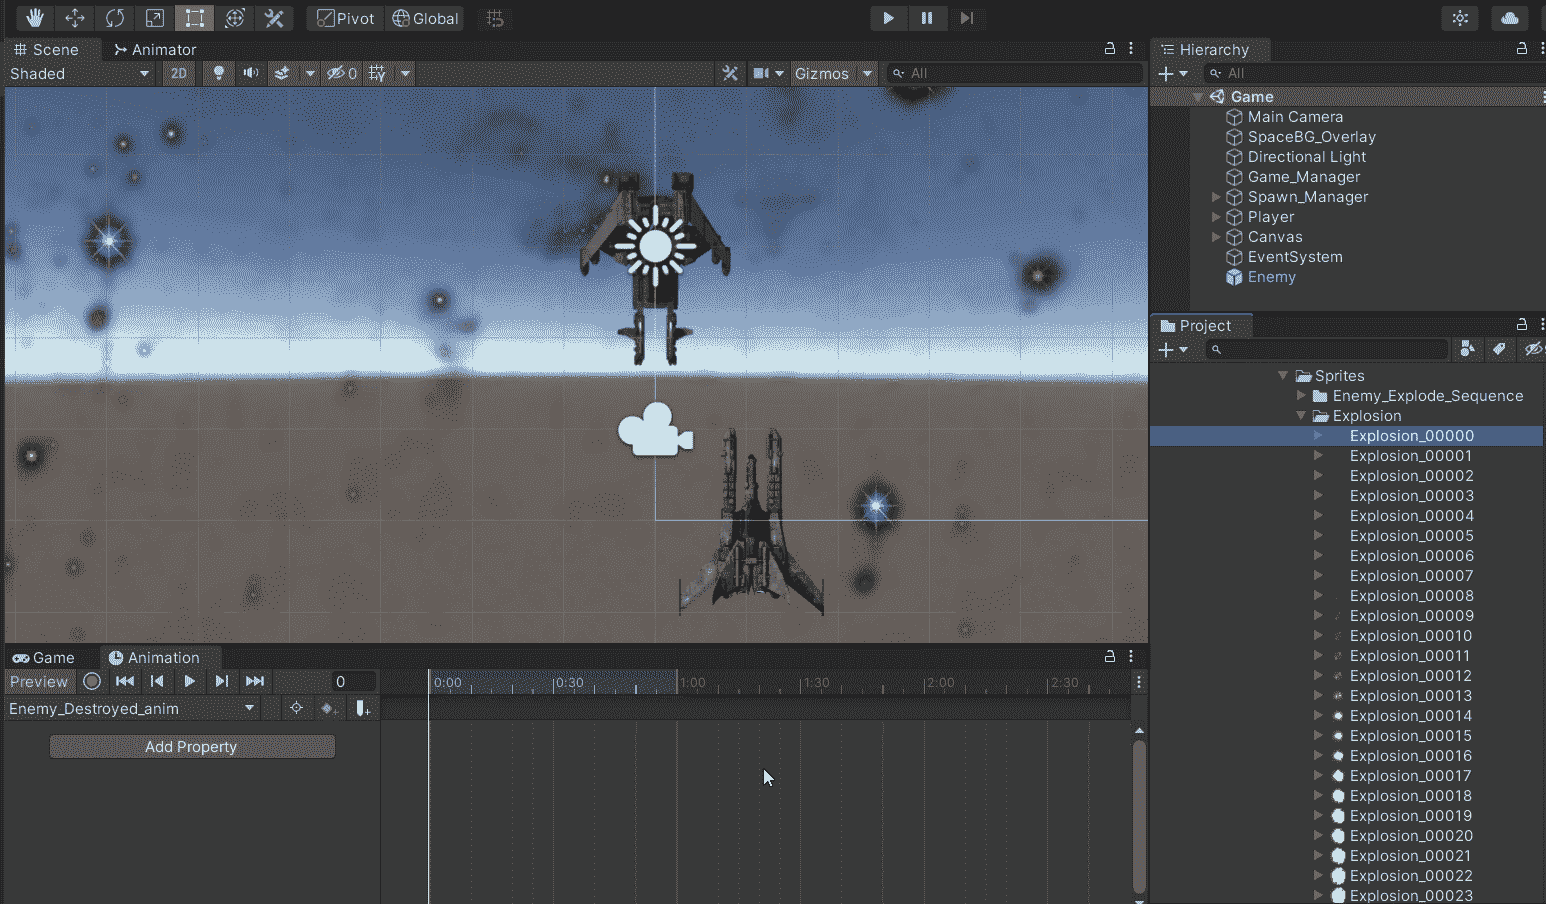 Pivot Global
Scene Animator
Shaded 2D 0 Gizmos All
Hierarchy
All
Game
Main Camera
SpaceBG_Overlay
Directional Light
Game_Manager
Spawn_Manager
Player
Canvas
EventSystem
Enemy
Project
Sprites
Enemy_Explode_Sequence
Explosion
Explosion_00000
Explosion_00001
Explosion_00002
Explosion_00003
Explosion_00004
Explosion_00005
Explosion_00006
Explosion_00007
Explosion_00008
Explosion_00009
Explosion_00010
Explosion_00011
Explosion_00012
Explosion_00013
Explosion_00014
Explosion_00015
Explosion_00016
Explosion_00017
Explosion_00018
Explosion_00019
Explosion_00020
Explosion_00021
Explosion_00022
Explosion_00023
Game Animation
Preview 0 0:00 0:30 1:00 1:30 2:00 2:30
Enemy_Destroyed_anim
Add Property